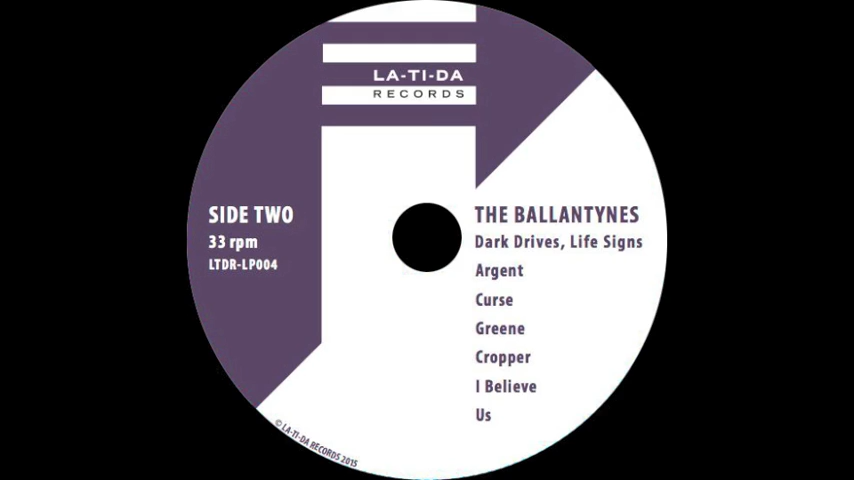 LA-TI-DA
RECORDS
SIDE TWO
33 rpm
LTDR-LP004
THE BALLANTYNES
Dark Drives, Life Signs
Argent
Curse
Greene
Cropper
I Believe
Us
© LA-TI-DA RECORDS 2015